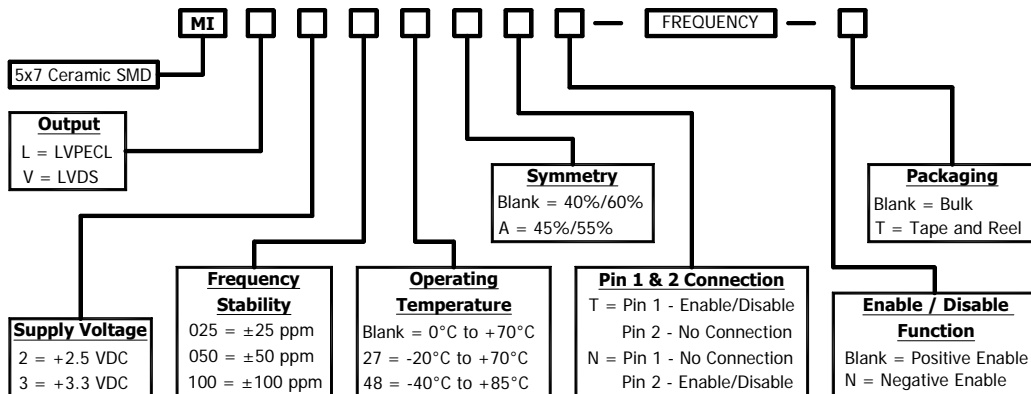 MI
FREQUENCY
5x7 Ceramic SMD
Output
L = LVPECL
V = LVDS
Symmetry
Blank = 40%/60%
A = 45%/55%
Packaging
Blank = Bulk
T = Tape and Reel
Supply Voltage
2 = +2.5 VDC
3 = +3.3 VDC
Frequency
Stability
025 = ±25 ppm
050 = ±50 ppm
100 = ±100 ppm
Operating
Temperature
Blank = 0°C to +70°C
27 = -20°C to +70°C
48 = -40°C to +85°C
Pin 1 & 2 Connection
T = Pin 1 - Enable/Disable
Pin 2 - No Connection
N = Pin 1 - No Connection
Pin 2 - Enable/Disable
Enable / Disable
Function
Blank = Positive Enable
N = Negative Enable